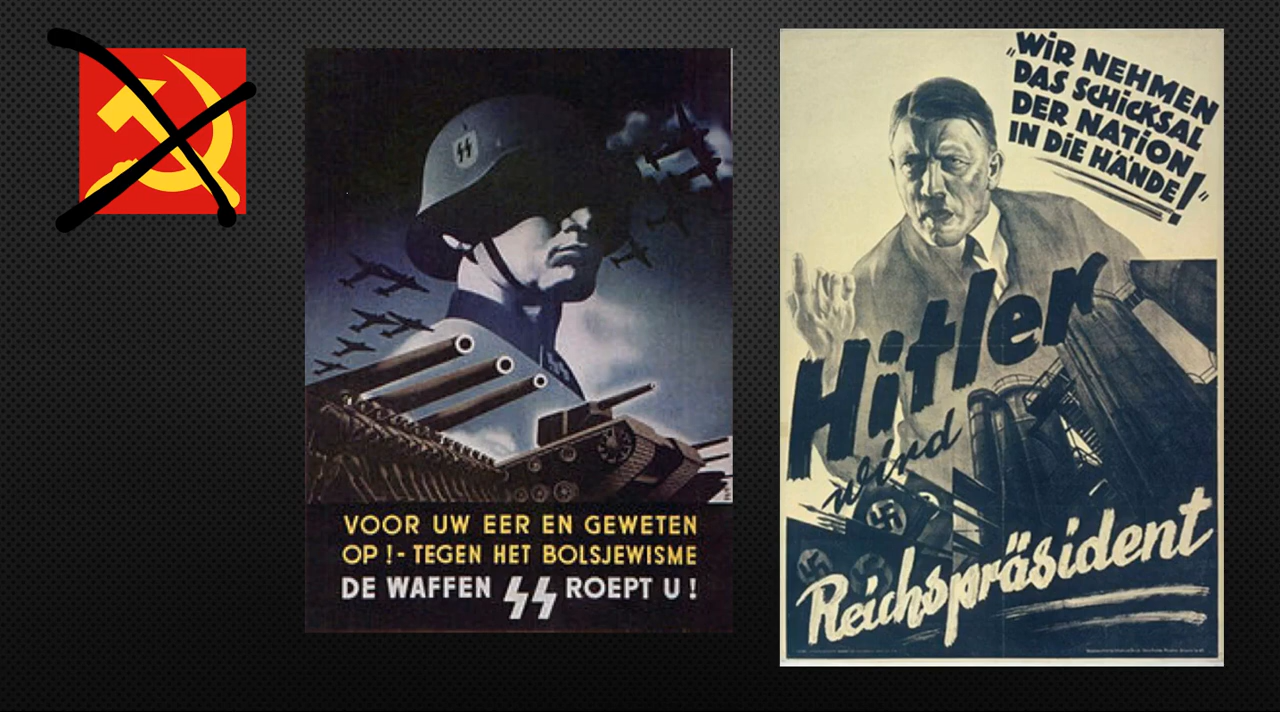 VOOR UW EER EN GEWETEN
OP!- TEGEN HET BOLSJEWISME
DE WAFFEN SS ROEPT U!
„WIR NEHMEN
DAS SCHICKSAL
DER NATION
IN DIE HÄNDE!"
Hitler
wird
Reichspräsident